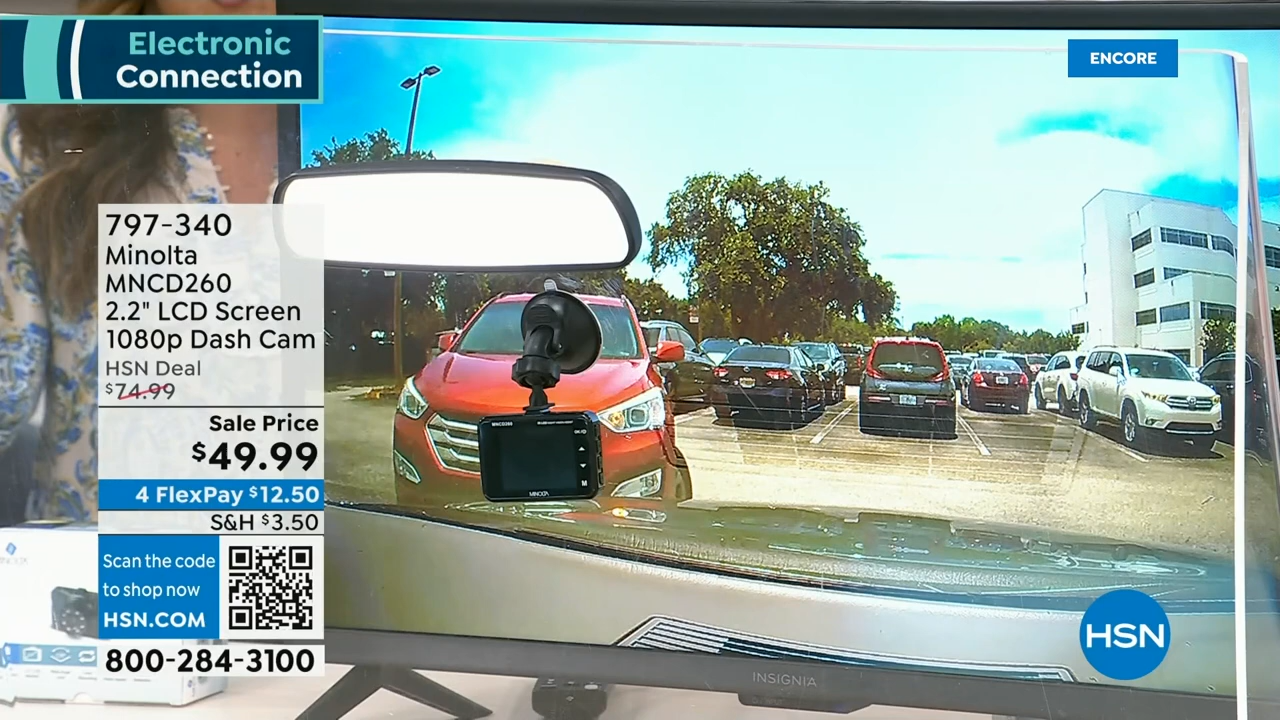 Electronic
Connection
ENCORE
797-340
Minolta
MNCD260
2.2" LCD Screen
1080p Dash Cam
HSN Deal
$74.99
Sale Price
$49.99
4 FlexPay $12.50
S&H $3.50
Scan the code
to shop now
HSN.COM
800-284-3100
MNCD260
OK/
M
MINOLTA
HSN
INSIGNIA